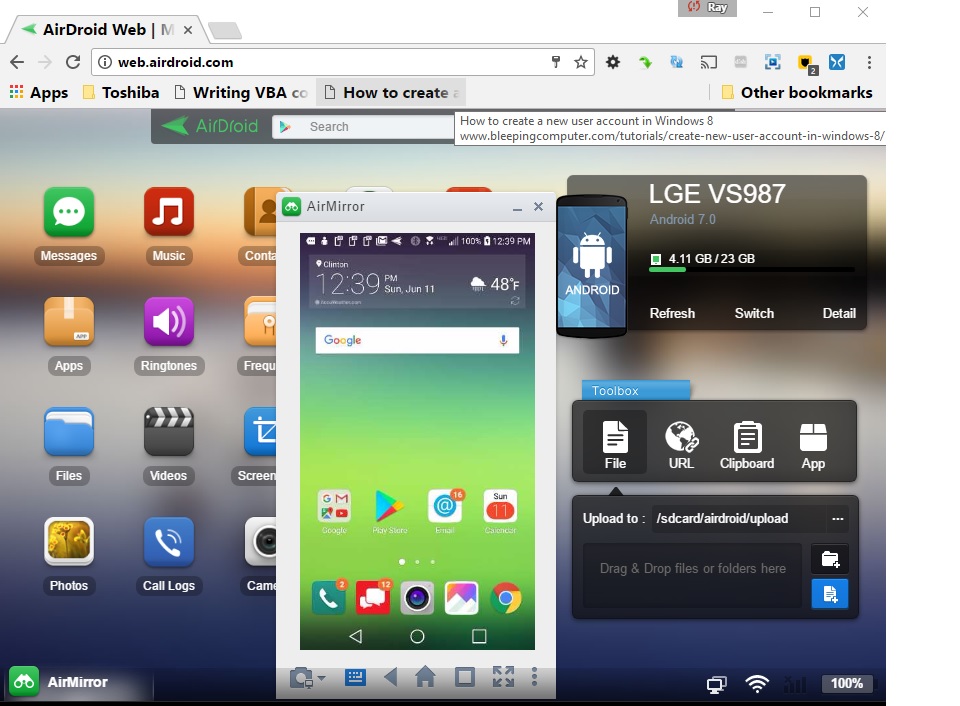 Ray
AirDroid Web | M
web.airdroid.com
2
Apps
Toshiba
Writing VBA co
How to create a
Other bookmarks
How to create a new user account in Windows 8
www.bleepingcomputer.com/tutorials/create-new-user-account-in-windows-8/
AirDroid
Search
Messages
Music
Conta
Apps
Ringtones
Frequ
APP
Files
Videos
Screen
Photos
Call Logs
Came
AirMirror
100% 12:39 PM
Clinton
12:39 PM
Sun, Jun 11
48°F
AccuWeather.com
Google
G M
Google
Play Store
16
Email
Sun
11
Calendar
2
12
LGE VS987
Android 7.0
4.11 GB / 23 GB
ANDROID
Refresh
Switch
Detail
Toolbox
File
URL
Clipboard
App
Upload to :
/sdcard/airdroid/upload
...
Drag & Drop files or folders here
AirMirror
100%